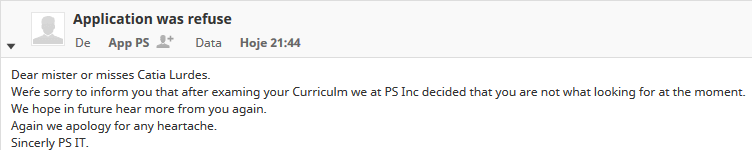 Application was refuse
De App PS Data Hoje 21:44
Dear mister or misses Catia Lurdes.
Weŕe sorry to inform you that after examing your Curriculm we at PS Inc decided that you are not what looking for at the moment.
We hope in future hear more from you again.
Again we apology for any heartache.
Sincerly PS IT.